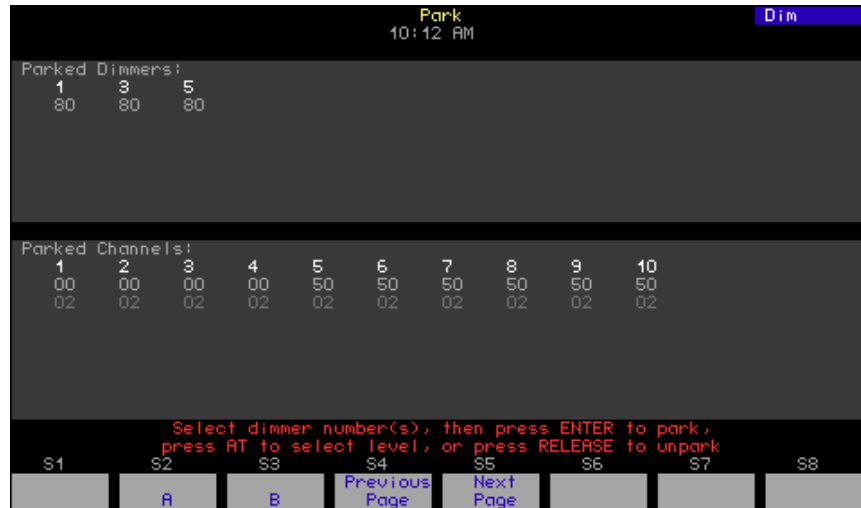 Park
Dim
10:12 AM
Parked Dimmers:
1 3 5
80 80 80
Parked Channels:
1 2 3 4 5 6 7 8 9 10
00 00 00 00 50 50 50 50 50 50
02 02 02 02 02 02 02 02 02 02
Select dimmer number(s), then press ENTER to park,
press AT to select level, or press RELEASE to unpark
S1 S2 S3 S4 S5 S6 S7 S8
Previous Next
A B Page Page